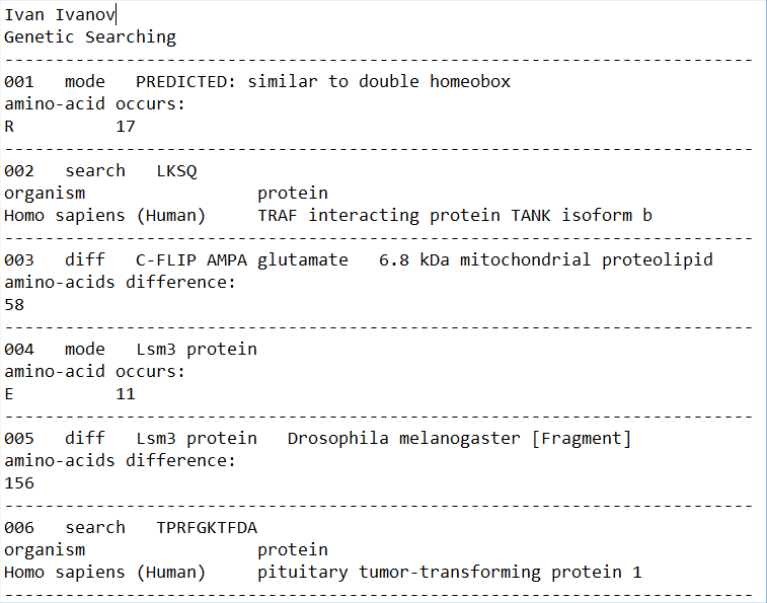 Ivan Ivanov
Genetic Searching
--------------------------------------------------------------------------
001   mode   PREDICTED: similar to double homeobox
amino-acid occurs:
R          17
--------------------------------------------------------------------------
002   search   LKSQ
organism                 protein
Homo sapiens (Human)     TRAF interacting protein TANK isoform b
--------------------------------------------------------------------------
003   diff   C-FLIP AMPA glutamate   6.8 kDa mitochondrial proteolipid
amino-acids difference:
58
--------------------------------------------------------------------------
004   mode   Lsm3 protein
amino-acid occurs:
E          11
--------------------------------------------------------------------------
005   diff   Lsm3 protein   Drosophila melanogaster [Fragment]
amino-acids difference:
156
--------------------------------------------------------------------------
006   search   TPRFGKTFDA
organism                 protein
Homo sapiens (Human)     pituitary tumor-transforming protein 1
--------------------------------------------------------------------------